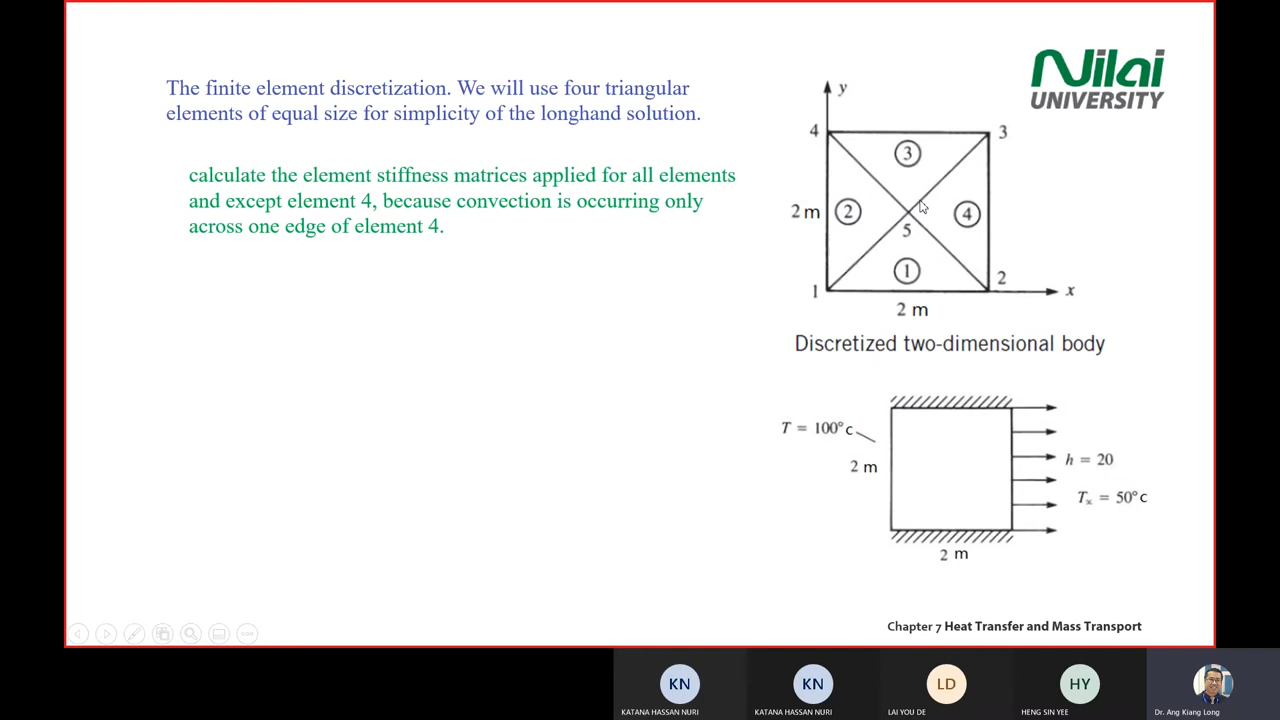 The finite element discretization. We will use four triangular
elements of equal size for simplicity of the longhand solution.
calculate the element stiffness matrices applied for all elements
and except element 4, because convection is occurring only
across one edge of element 4.
Nilai
UNIVERSITY
y
4
3
3
2 m
2
4
5
1
1
2
x
2 m
Discretized two-dimensional body
T = 100°c
2 m
h = 20
T∞ = 50°c
2 m
Chapter 7 Heat Transfer and Mass Transport
KN
KN
LD
HY
KATANA HASSAN NURI
KATANA HASSAN NURI
LAI YOU DE
HENG SIN YEE
Dr. Ang Kiang Long